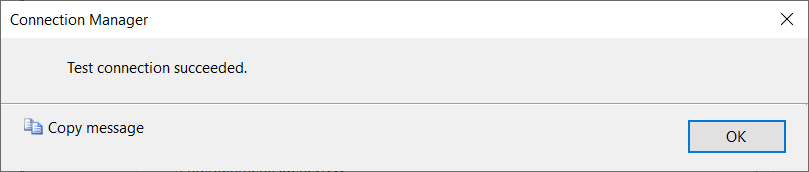 Connection Manager
Test connection succeeded.
Copy message
OK